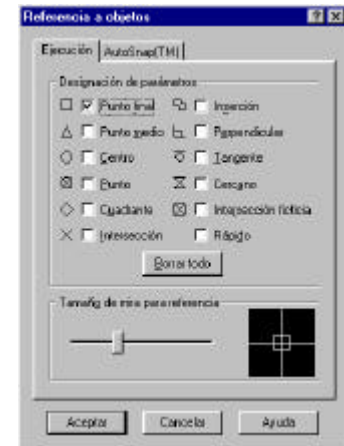 Referencia a objetos
Ejecución AutoSnap(TM)
Designación de parámetros
Punto final Inserción
Punto medio Perpendicular
Centro Tangente
Punto Cercano
Cuadrante Intersección ficticia
Intersección Rápido
Borrar todo
Tamaño de mira para referencia
Aceptar Cancelar Ayuda